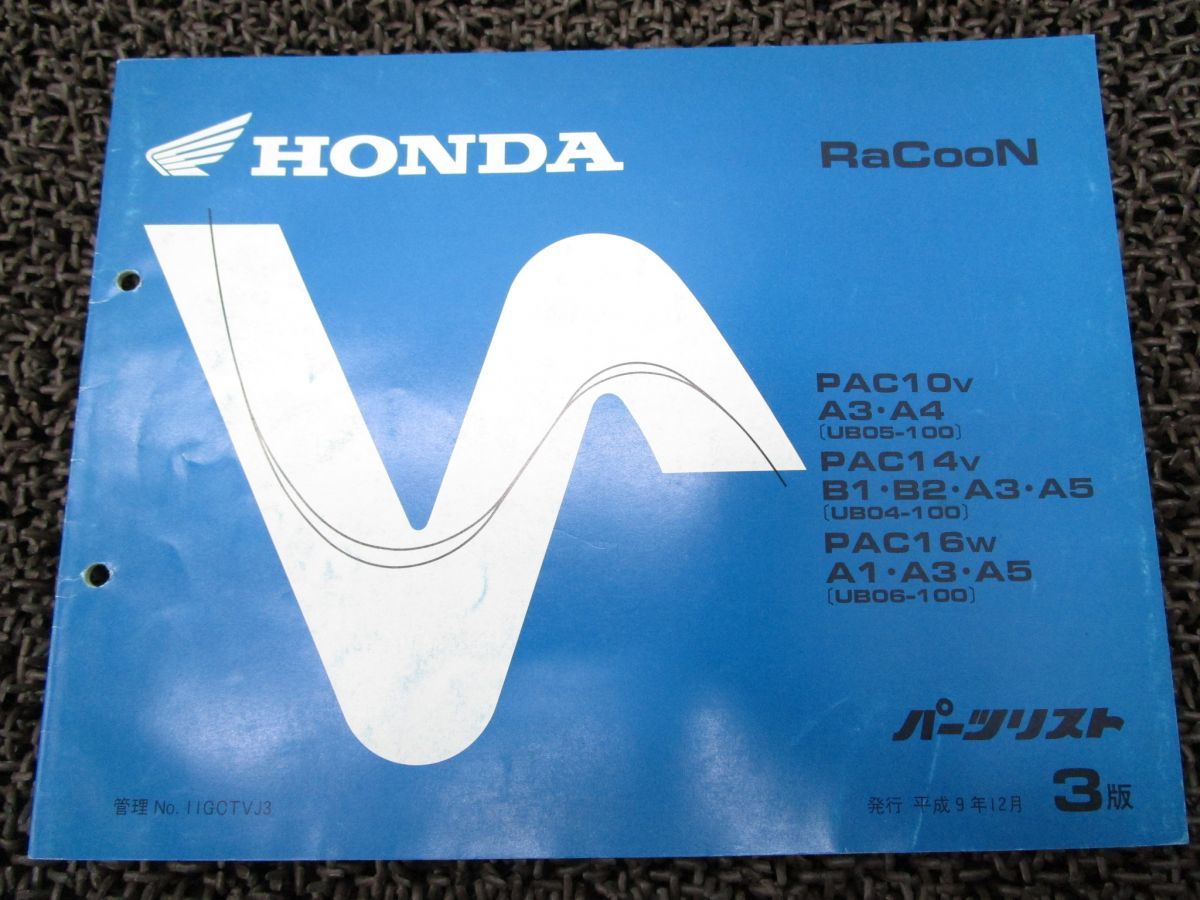 HONDA
RaCooN
PAC10V
A3・A4
〔UB05-100〕
PAC14V
B1・B2・A3・A5
〔UB04-100〕
PAC16W
A1・A3・A5
〔UB06-100〕
パーツリスト
管理 No. 11GCTVJ3
発行 平成9年12月 3版